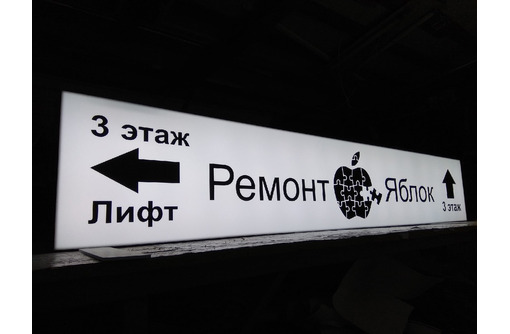 3 этаж
Лифт
Ремонт Яблок
3 этаж